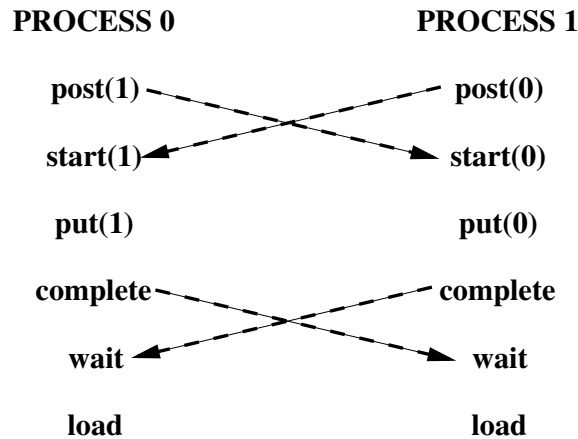 PROCESS 0 PROCESS 1
post(1) post(0)
start(1) start(0)
put(1) put(0)
complete complete
wait wait
load load